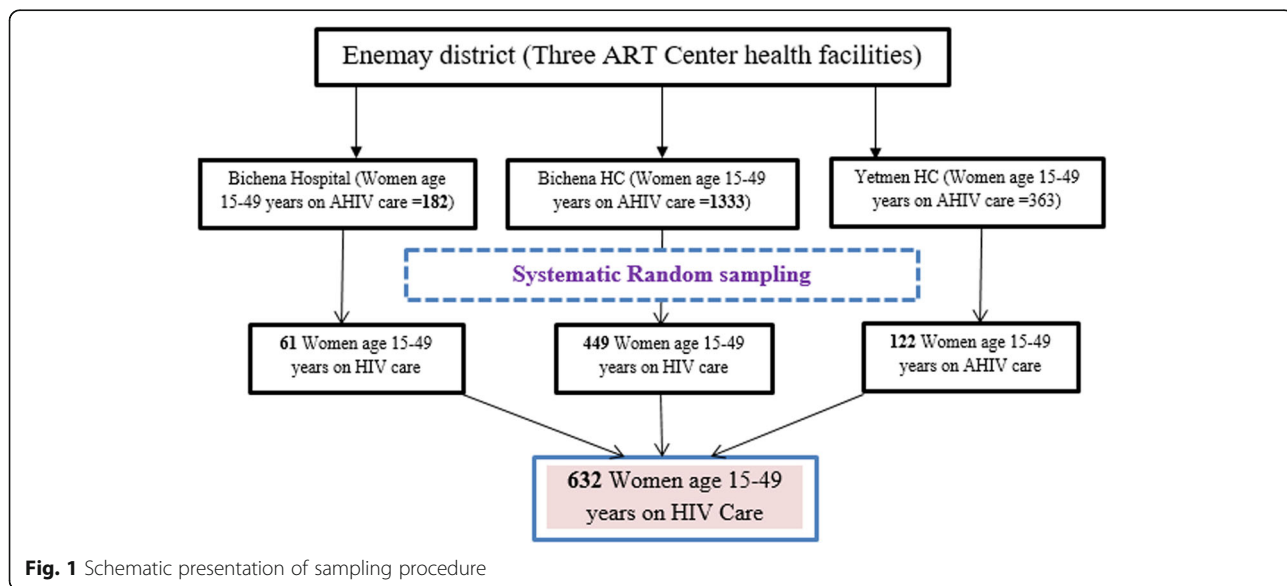 Enemay district (Three ART Center health facilities)
Bichena Hospital (Women age
15-49 years on AHIV care =182)
Bichena HC (Women age 15-49
years on AHIV care =1333)
Yetmen HC (Women age 15-49
years on AHIV care =363)
Systematic Random sampling
61 Women age 15-49
years on HIV care
449 Women age 15-49
years on HIV care
122 Women age 15-49
years on AHIV care
632 Women age 15-49
years on HIV Care
Fig. 1 Schematic presentation of sampling procedure